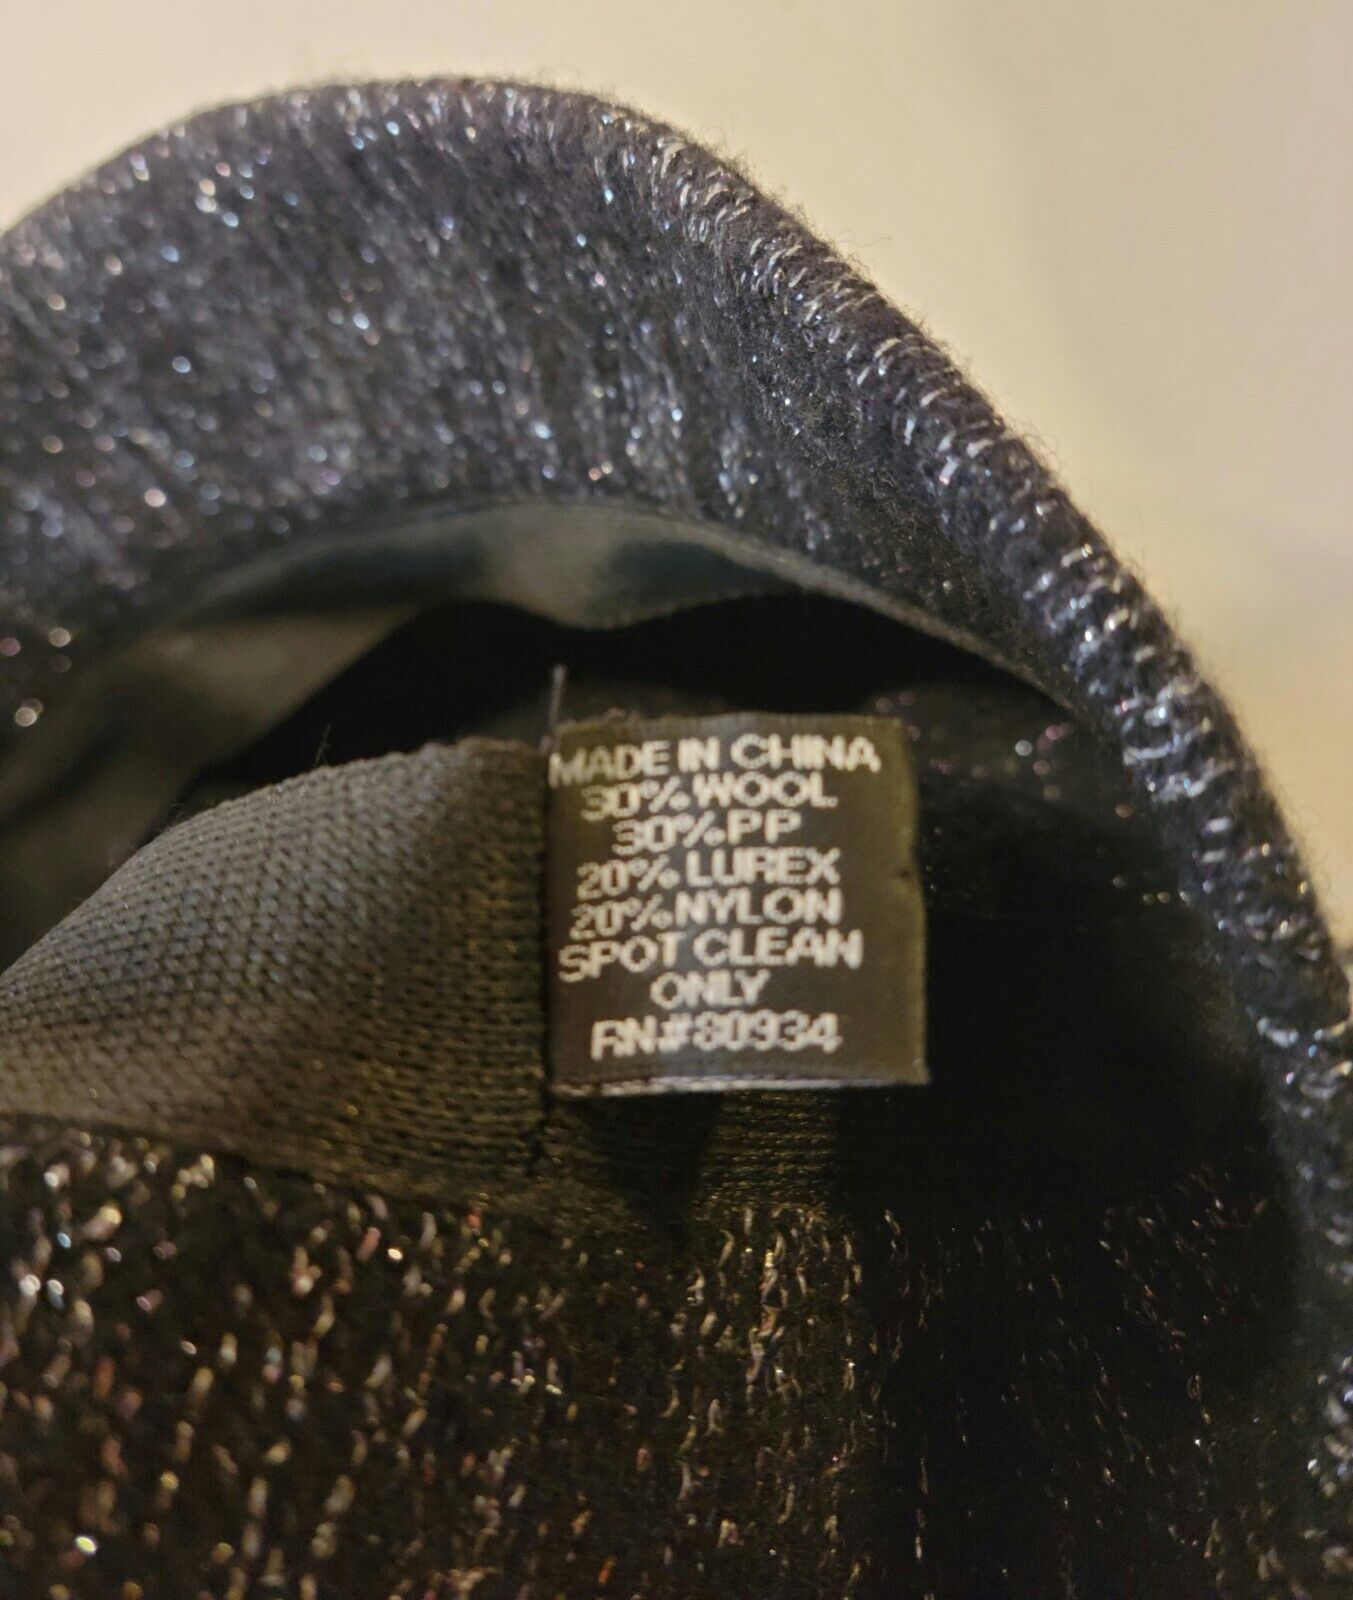 MADE IN CHINA
30% WOOL
30% PP
20% LUREX
20% NYLON
SPOT CLEAN
ONLY
RN#80934